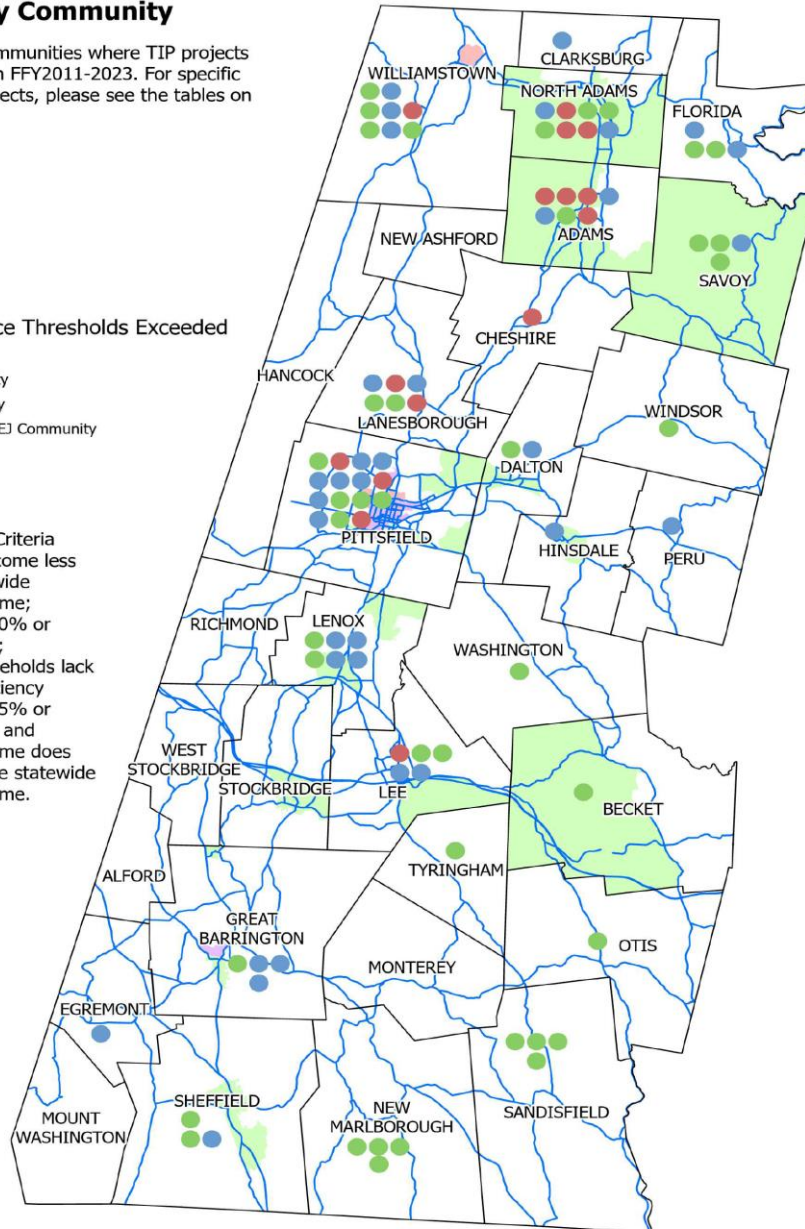 y Community
mmunities where TIP projects
n FFY2011-2023. For specific
jects, please see the tables on
ce Thresholds Exceeded
ty
y
EJ Community
Criteria
come less
wide
me;
0% or
;
eholds lack
iency
5% or
and
me does
e statewide
me.
CLARKSBURG
WILLIAMSTOWN
NORTH ADAMS
FLORIDA
ADAMS
NEW ASHFORD
SAVOY
CHESHIRE
HANCOCK
LANESBOROUGH
WINDSOR
DALTON
PITTSFIELD
HINSDALE
PERU
RICHMOND
LENOX
WASHINGTON
WEST
STOCKBRIDGE
STOCKBRIDGE
LEE
BECKET
TYRINGHAM
ALFORD
GREAT
BARRINGTON
OTIS
MONTEREY
EGREMONT
SHEFFIELD
NEW
MARLBOROUGH
SANDISFIELD
MOUNT
WASHINGTON